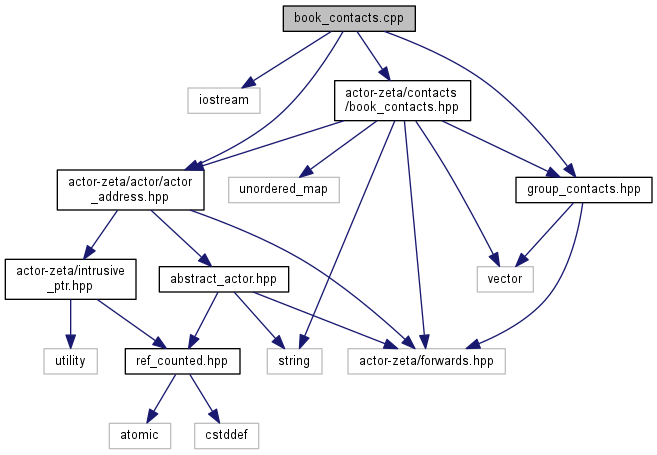 book_contacts.cpp
iostream
actor-zeta/contacts
/book_contacts.hpp
actor-zeta/actor/actor
_address.hpp
unordered_map
group_contacts.hpp
actor-zeta/intrusive
_ptr.hpp
abstract_actor.hpp
vector
utility
ref_counted.hpp
string
actor-zeta/forwards.hpp
atomic
cstddef